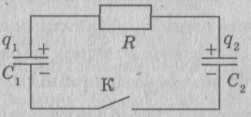 q₁ + R + q₂
C₁ − К − C₂